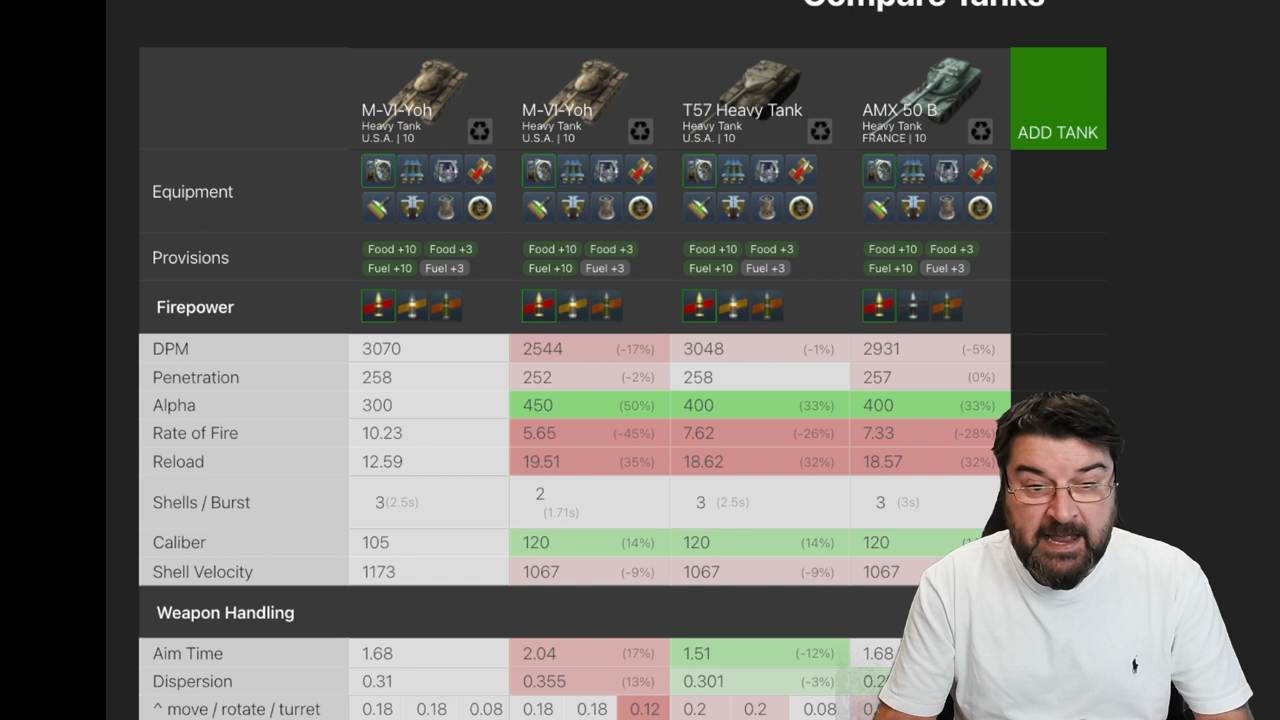 Compare Tanks
M-VI-Yoh
Heavy Tank
U.S.A. | 10
M-VI-Yoh
Heavy Tank
U.S.A. | 10
T57 Heavy Tank
Heavy Tank
U.S.A. | 10
AMX 50 B
Heavy Tank
FRANCE | 10
ADD TANK
Equipment
Provisions
Food +10 Food +3 Food +10 Food +3 Food +10 Food +3 Food +10 Food +3
Fuel +10 Fuel +3 Fuel +10 Fuel +3 Fuel +10 Fuel +3 Fuel +10 Fuel +3
Firepower
DPM 3070 2544 (-17%) 3048 (-1%) 2931 (-5%)
Penetration 258 252 (-2%) 258 257 (0%)
Alpha 300 450 (50%) 400 (33%) 400 (33%)
Rate of Fire 10.23 5.65 (-45%) 7.62 (-26%) 7.33 (-28%)
Reload 12.59 19.51 (35%) 18.62 (32%) 18.57 (32%)
Shells / Burst 3(2.5s) 2 (1.71s) 3 (2.5s) 3 (3s)
Caliber 105 120 (14%) 120 (14%) 120
Shell Velocity 1173 1067 (-9%) 1067 (-9%) 1067
Weapon Handling
Aim Time 1.68 2.04 (17%) 1.51 (-12%) 1.68
Dispersion 0.31 0.355 (13%) 0.301 (-3%)
^ move / rotate / turret 0.18 0.18 0.08 0.18 0.18 0.12 0.2 0.2 0.08